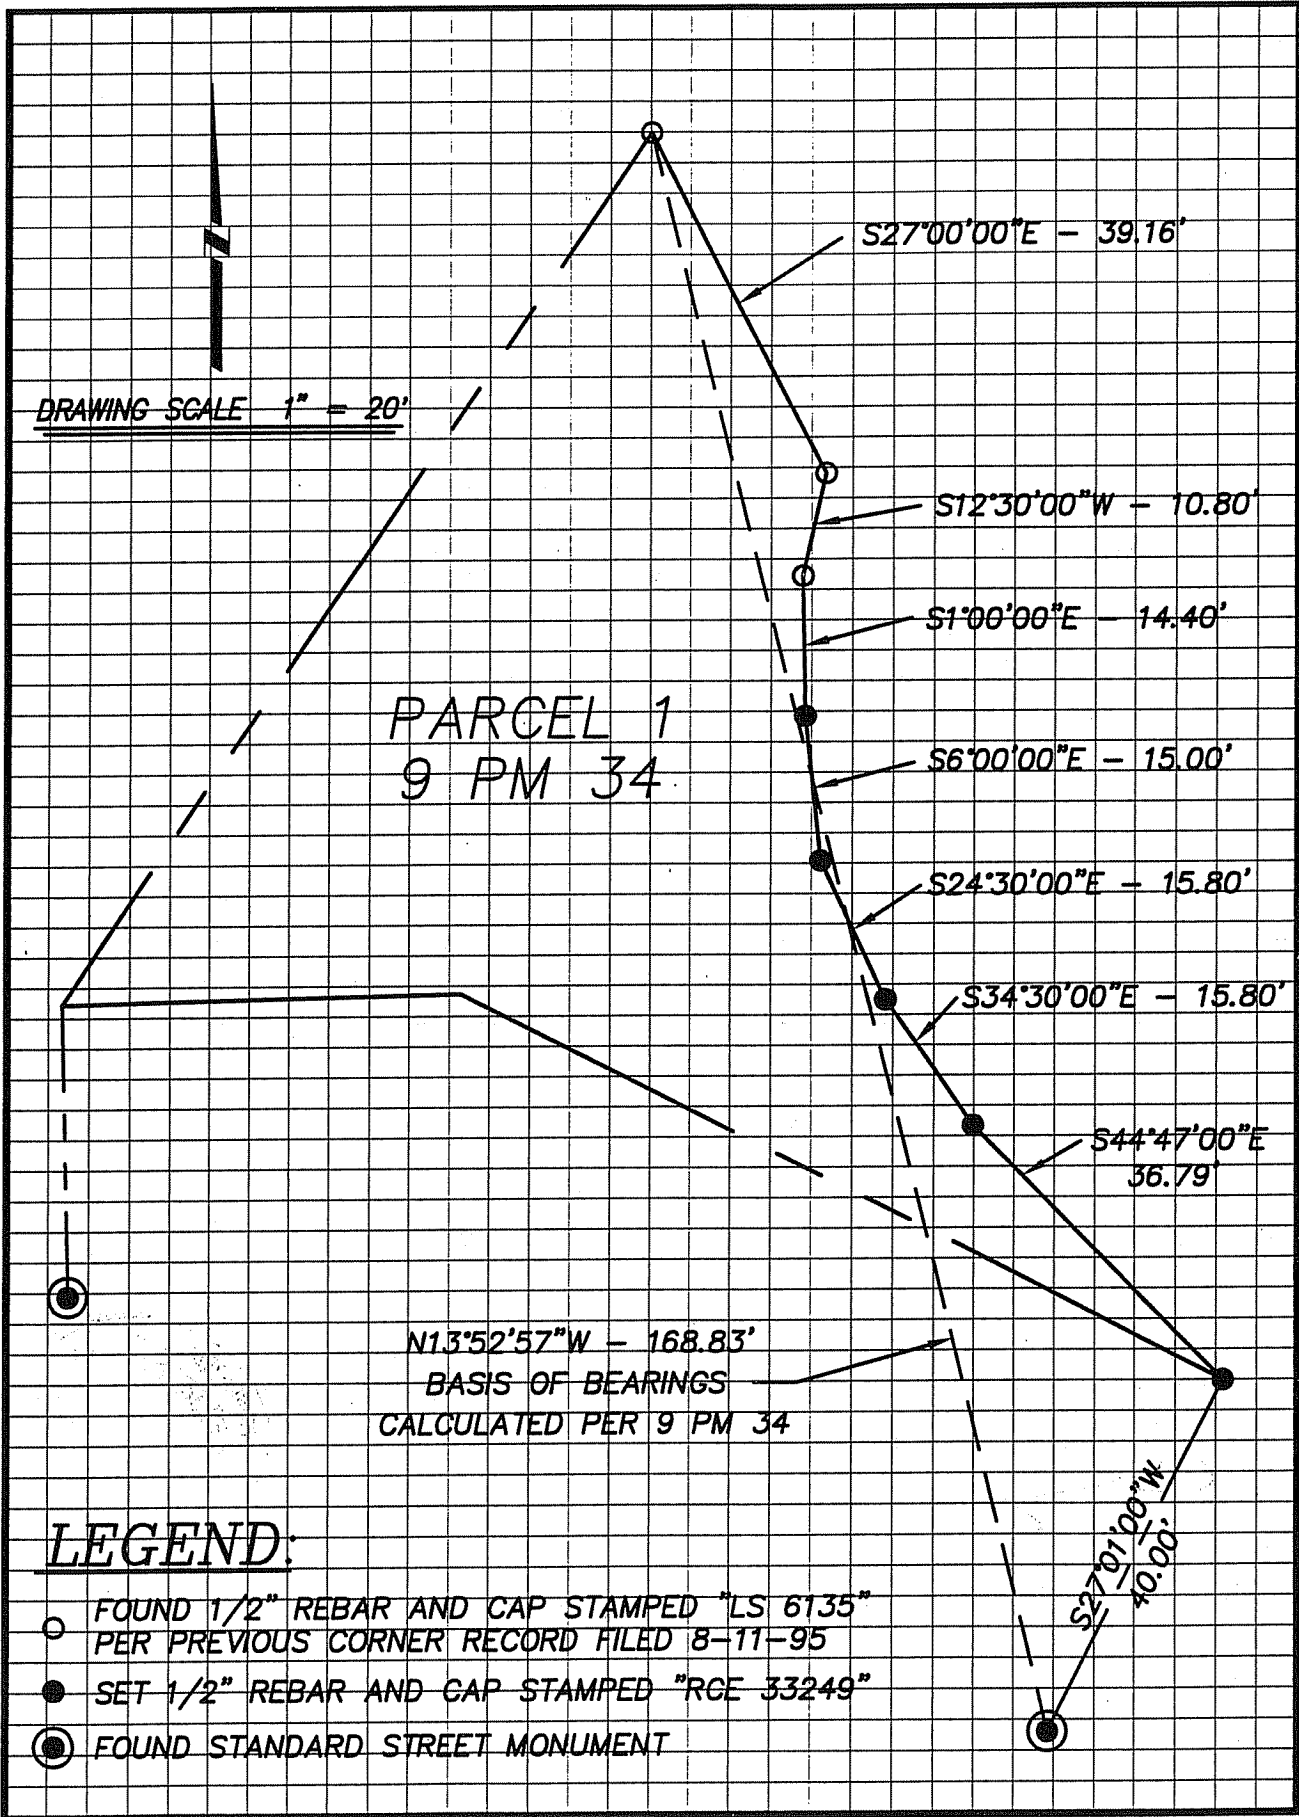 S27°00'00"E – 39.16'
DRAWING SCALE 1" = 20'
S12°30'00"W – 10.80'
S1°00'00"E – 14.40'
PARCEL 1
9 PM 34
S6°00'00"E – 15.00'
S24°30'00"E – 15.80'
S34°30'00"E – 15.80'
S44°47'00"E
36.79'
N13°52'57"W – 168.83'
BASIS OF BEARINGS
CALCULATED PER 9 PM 34
S27°01'00"W
40.00'
LEGEND:
FOUND 1/2" REBAR AND CAP STAMPED "LS 6135"
PER PREVIOUS CORNER RECORD FILED 8-11-95
SET 1/2" REBAR AND CAP STAMPED "RCE 33249"
FOUND STANDARD STREET MONUMENT